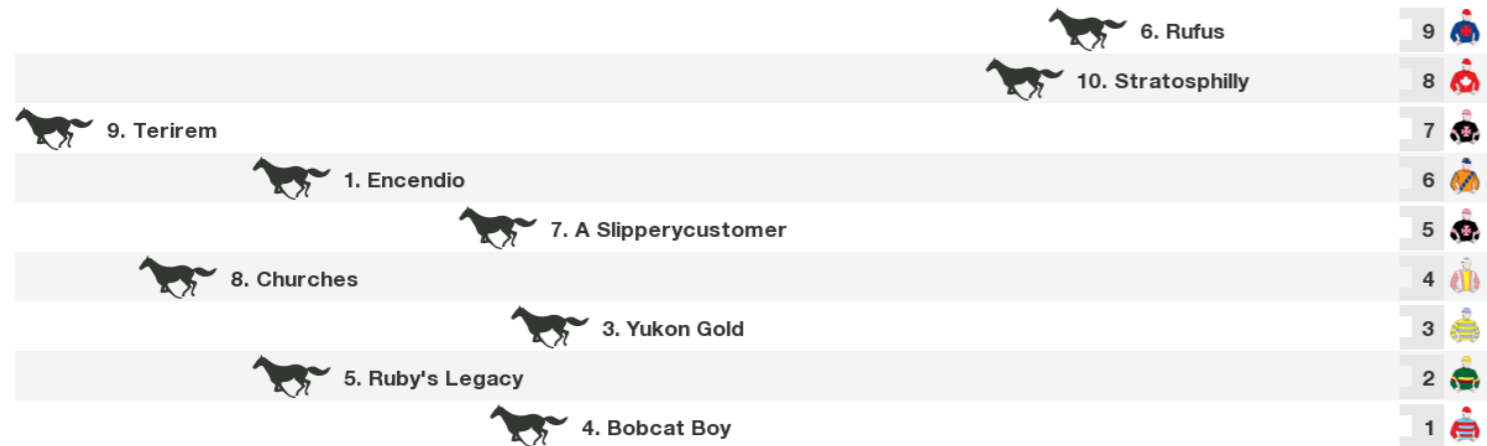 6. Rufus 9
10. Stratosphilly 8
9. Terirem 7
1. Encendio 6
7. A Slipperycustomer 5
8. Churches 4
3. Yukon Gold 3
5. Ruby's Legacy 2
4. Bobcat Boy 1